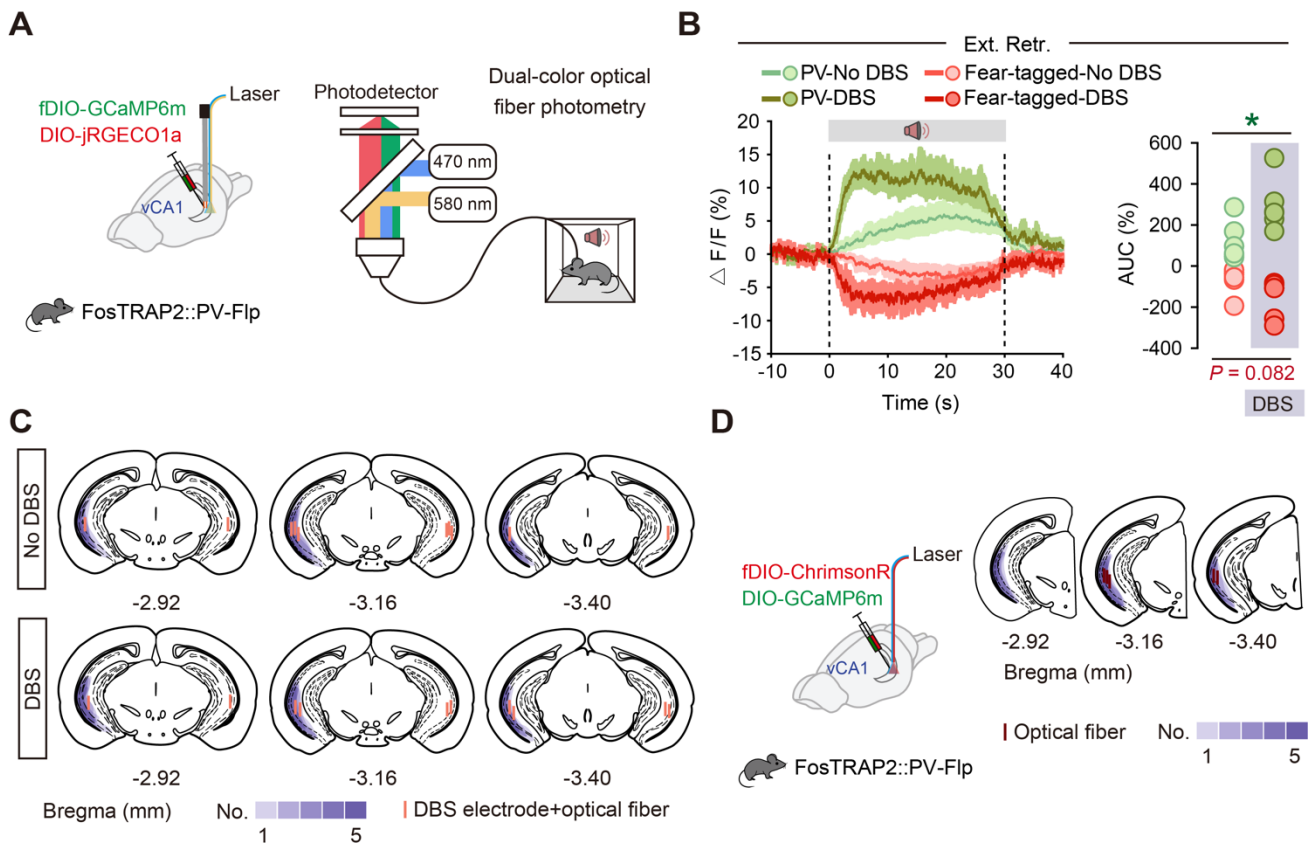 A
fDIO-GCaMP6m
DIO-jRGECO1a
Laser
vCA1
FosTRAP2::PV-Flp
Photodetector
470 nm
580 nm
Dual-color optical
fiber photometry
B
Ext. Retr.
PV-No DBS
Fear-tagged-No DBS
PV-DBS
Fear-tagged-DBS
△ F/F (%)
20
15
10
5
0
-5
-10
-15
-10
0
10
20
30
40
Time (s)
*
AUC (%)
600
400
200
0
-200
-400
P = 0.082
DBS
C
No DBS
-2.92
-3.16
-3.40
DBS
-2.92
-3.16
-3.40
Bregma (mm)
No.
1
5
DBS electrode+optical fiber
D
fDIO-ChrimsonR
DIO-GCaMP6m
Laser
vCA1
FosTRAP2::PV-Flp
-2.92
-3.16
-3.40
Bregma (mm)
Optical fiber
No.
1
5